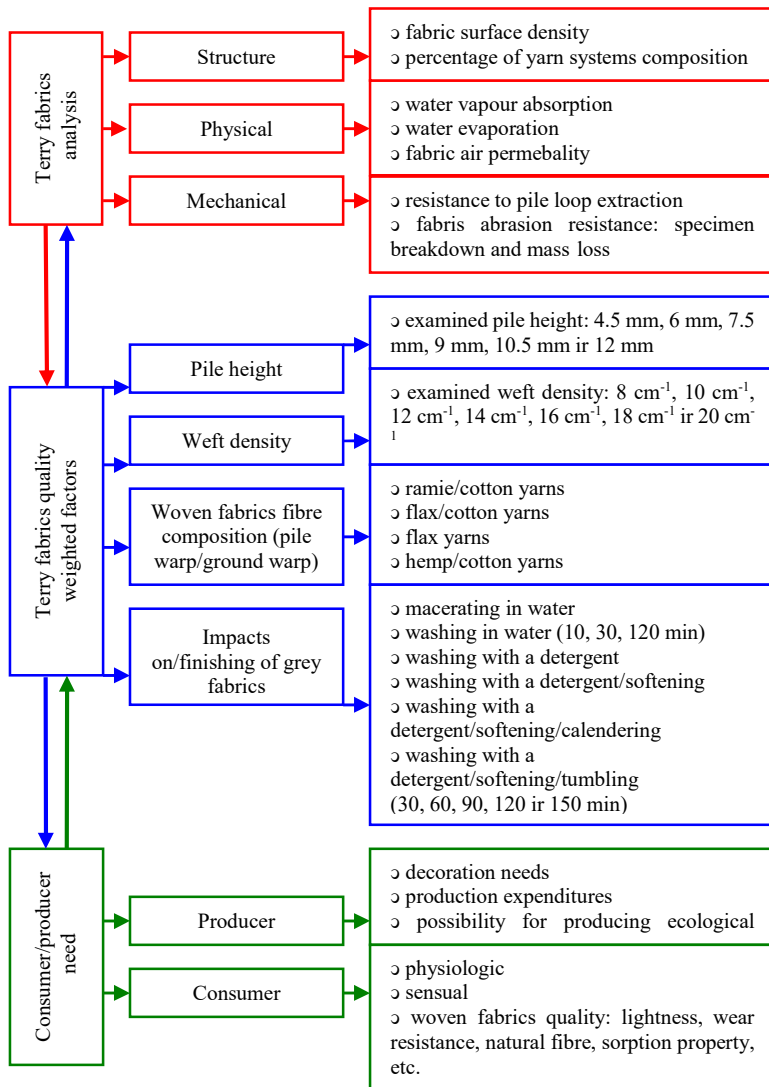 Terry fabrics
analysis
Structure
ɔ fabric surface density
ɔ percentage of yarn systems composition
Physical
ɔ water vapour absorption
ɔ water evaporation
ɔ fabric air permebality
Mechanical
ɔ resistance to pile loop extraction
ɔ fabris abrasion resistance: specimen
breakdown and mass loss
Terry fabrics quality
weighted factors
Pile height
ɔ examined pile height: 4.5 mm, 6 mm, 7.5
mm, 9 mm, 10.5 mm ir 12 mm
Weft density
ɔ examined weft density: 8 cm⁻¹, 10 cm⁻¹,
12 cm⁻¹, 14 cm⁻¹, 16 cm⁻¹, 18 cm⁻¹ ir 20 cm⁻
¹
Woven fabrics fibre
composition (pile
warp/ground warp)
ɔ ramie/cotton yarns
ɔ flax/cotton yarns
ɔ flax yarns
ɔ hemp/cotton yarns
Impacts
on/finishing of grey
fabrics
ɔ macerating in water
ɔ washing in water (10, 30, 120 min)
ɔ washing with a detergent
ɔ washing with a detergent/softening
ɔ washing with a
detergent/softening/calendering
ɔ washing with a
detergent/softening/tumbling
(30, 60, 90, 120 ir 150 min)
Consumer/producer
need
Producer
ɔ decoration needs
ɔ production expenditures
ɔ possibility for producing ecological
Consumer
ɔ physiologic
ɔ sensual
ɔ woven fabrics quality: lightness, wear
resistance, natural fibre, sorption property,
etc.